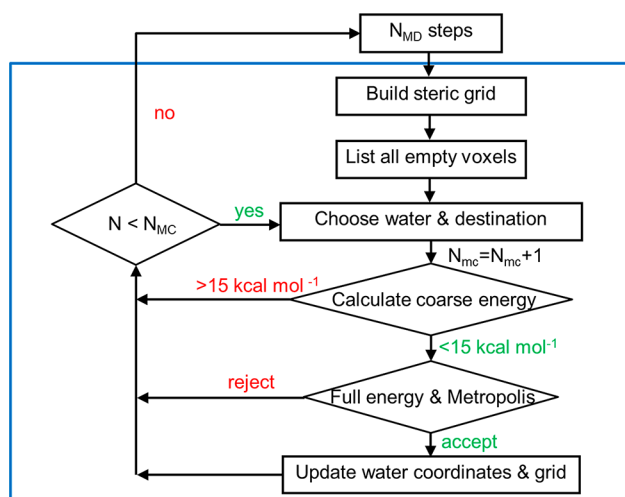 N_MD steps
Build steric grid
no
List all empty voxels
N < N_MC
yes
Choose water & destination
N_mc=N_mc+1
>15 kcal mol⁻¹
Calculate coarse energy
<15 kcal mol⁻¹
reject
Full energy & Metropolis
accept
Update water coordinates & grid